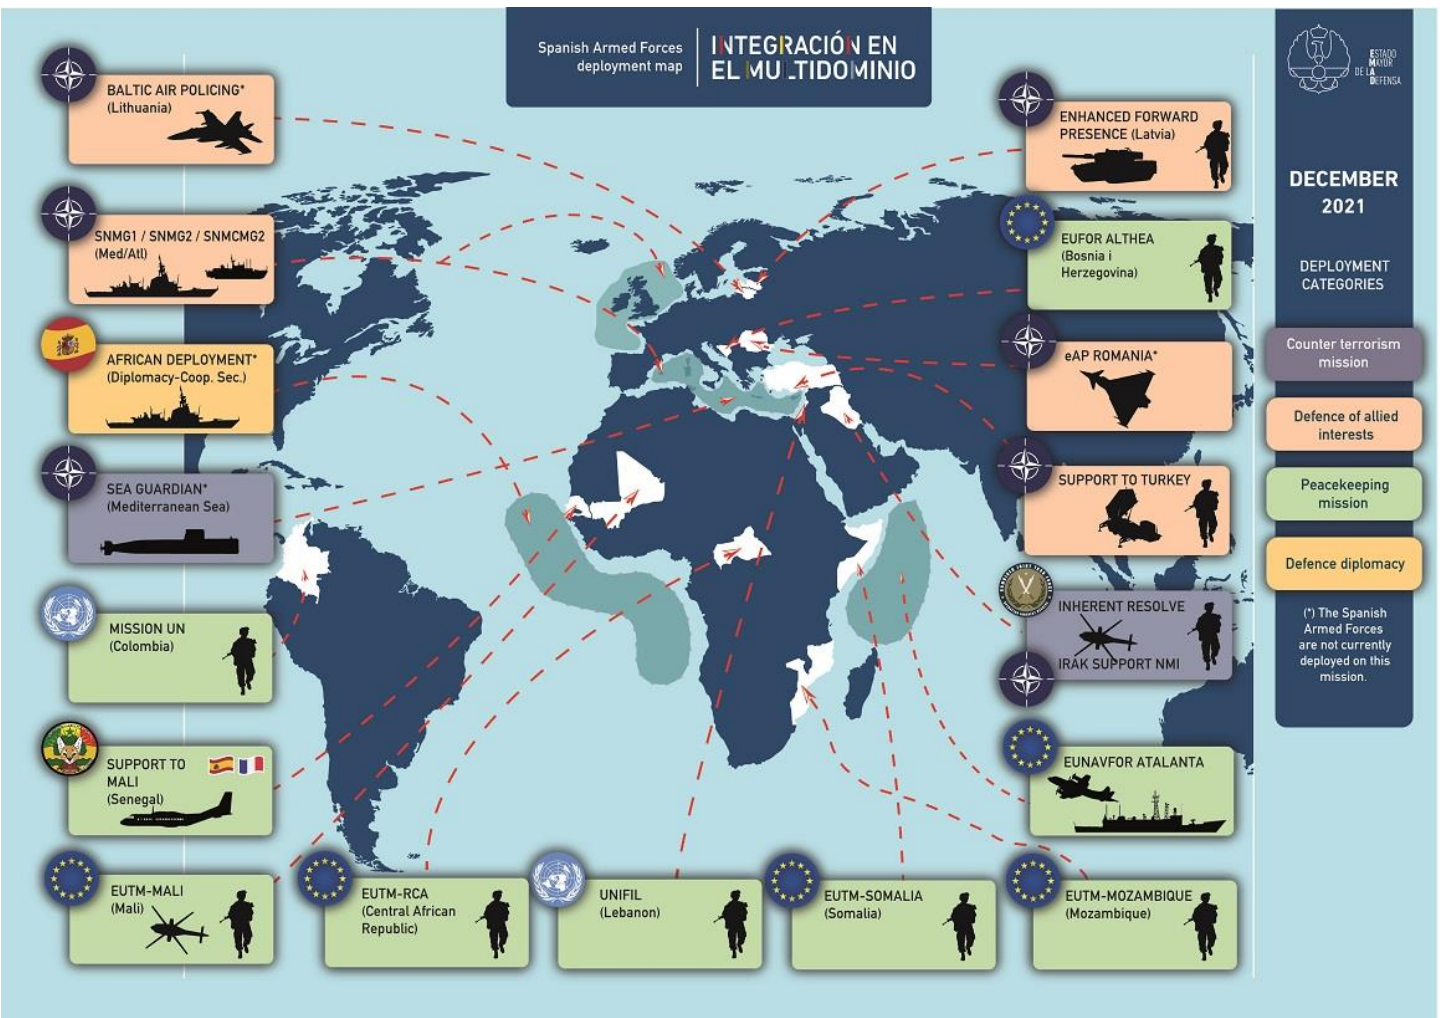 Spanish Armed Forces
deployment map
INTEGRACIÓN EN
EL MULTIDOMINIO
ESTADO
MAYOR
DE LA
DEFENSA
BALTIC AIR POLICING*
(Lithuania)
SNMG1 / SNMG2 / SNMCMG2
(Med/Atl)
AFRICAN DEPLOYMENT*
(Diplomacy-Coop. Sec.)
SEA GUARDIAN*
(Mediterranean Sea)
MISSION UN
(Colombia)
SUPPORT TO
MALI
(Senegal)
EUTM-MALI
(Mali)
EUTM-RCA
(Central African
Republic)
UNIFIL
(Lebanon)
EUTM-SOMALIA
(Somalia)
EUTM-MOZAMBIQUE
(Mozambique)
ENHANCED FORWARD
PRESENCE (Latvia)
EUFOR ALTHEA
(Bosnia i
Herzegovina)
eAP ROMANIA*
SUPPORT TO TURKEY
INHERENT RESOLVE
IRAK SUPPORT NMI
EUNAVFOR ATALANTA
DECEMBER
2021
DEPLOYMENT
CATEGORIES
Counter terrorism
mission
Defence of allied
interests
Peacekeeping
mission
Defence diplomacy
(*) The Spanish
Armed Forces
are not currently
deployed on this
mission.